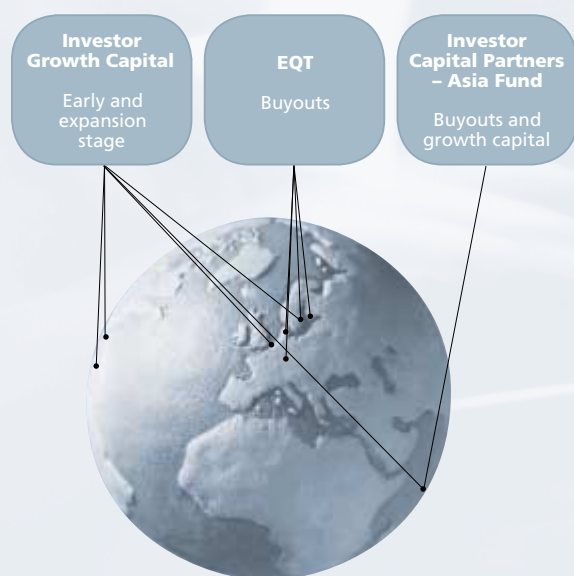 Investor
Growth Capital
Early and
expansion
stage
EQT
Buyouts
Investor
Capital Partners
– Asia Fund
Buyouts and
growth capital